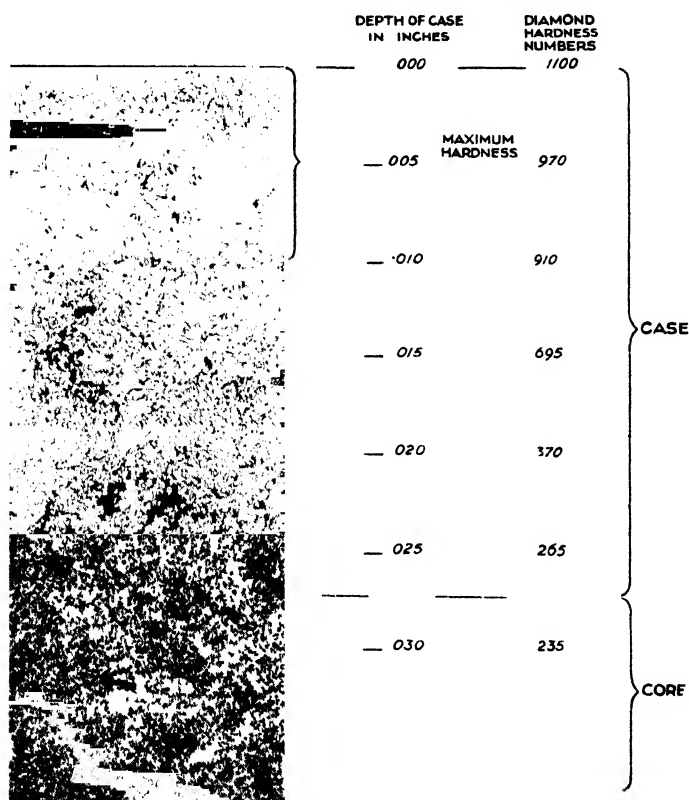 DEPTH OF CASE
IN INCHES
DIAMOND
HARDNESS
NUMBERS
000 1100
MAXIMUM
HARDNESS
005 970
·010 910
CASE
015 695
020 370
025 265
030 235
CORE